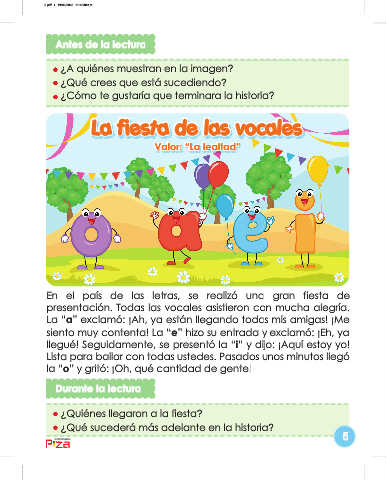 Antes de la lectura
• ¿A quiénes muestran en la imagen?
• ¿Qué crees que está sucediendo?
• ¿Cómo te gustaría que terminara la historia?
La fiesta de las vocales
Valor: "La lealtad"
o a e i
En el país de las letras, se realizó una gran fiesta de
presentación. Todas las vocales asistieron con mucha alegría.
La "a" exclamó: ¡Ah, ya están llegando todas mis amigas! ¡Me
siento muy contenta! La "e" hizo su entrada y exclamó: ¡Eh, ya
llegué! Seguidamente, se presentó la "i" y dijo: ¡Aquí estoy yo!
Lista para bailar con todas ustedes. Pasados unos minutos llegó
la "o" y gritó: ¡Oh, qué cantidad de gente!
Durante la lectura
• ¿Quiénes llegaron a la fiesta?
• ¿Qué sucederá más adelante en la historia?